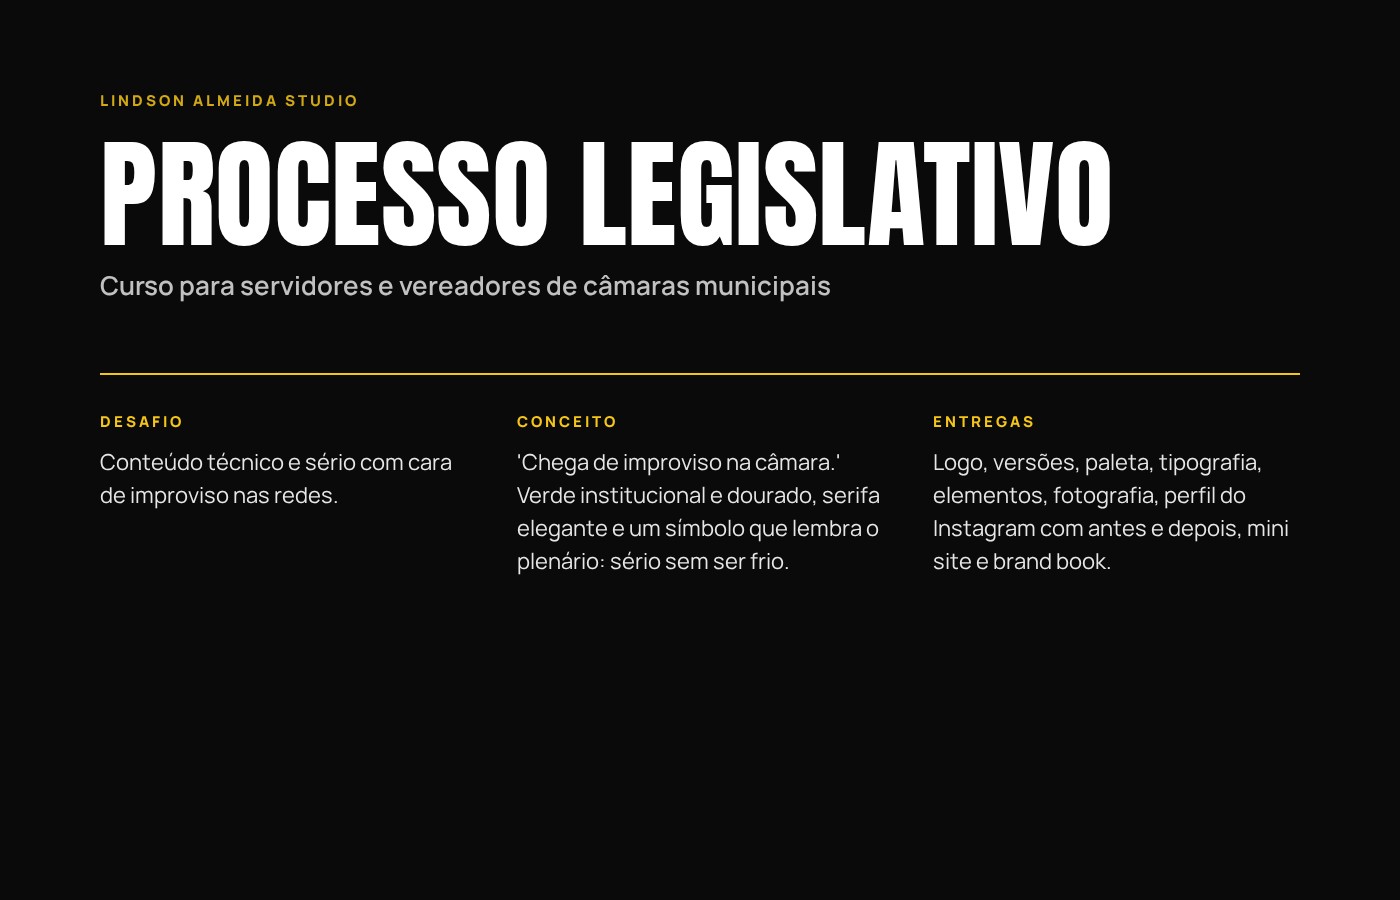 LINDSON ALMEIDA STUDIO
PROCESSO LEGISLATIVO
Curso para servidores e vereadores de câmaras municipais
DESAFIO
Conteúdo técnico e sério com cara
de improviso nas redes.
CONCEITO
'Chega de improviso na câmara.'
Verde institucional e dourado, serifa
elegante e um símbolo que lembra o
plenário: sério sem ser frio.
ENTREGAS
Logo, versões, paleta, tipografia,
elementos, fotografia, perfil do
Instagram com antes e depois, mini
site e brand book.